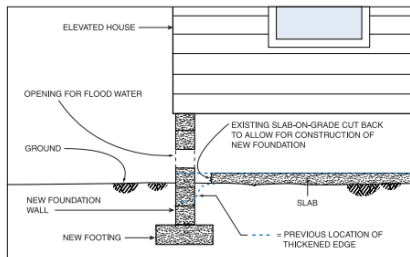 ELEVATED HOUSE
OPENING FOR FLOOD WATER
EXISTING SLAB-ON-GRADE CUT BACK
TO ALLOW FOR CONSTRUCTION OF
NEW FOUNDATION
GROUND
NEW FOUNDATION
WALL
SLAB
NEW FOOTING
= PREVIOUS LOCATION OF
THICKENED EDGE